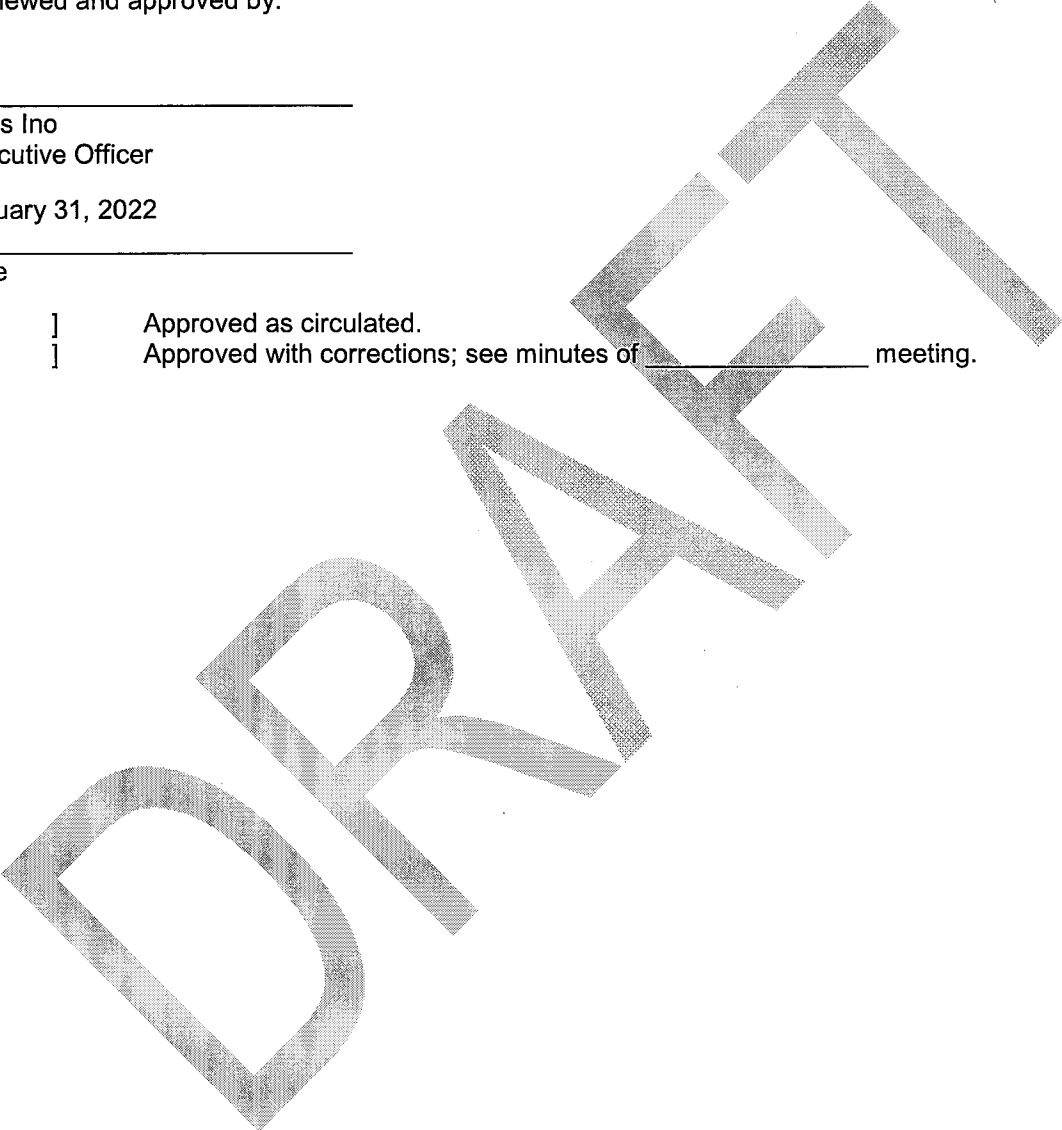 iewed and approved by:
s Ino
cutive Officer
uary 31, 2022
e
] Approved as circulated.
] Approved with corrections; see minutes of ______________ meeting.
DRAFT